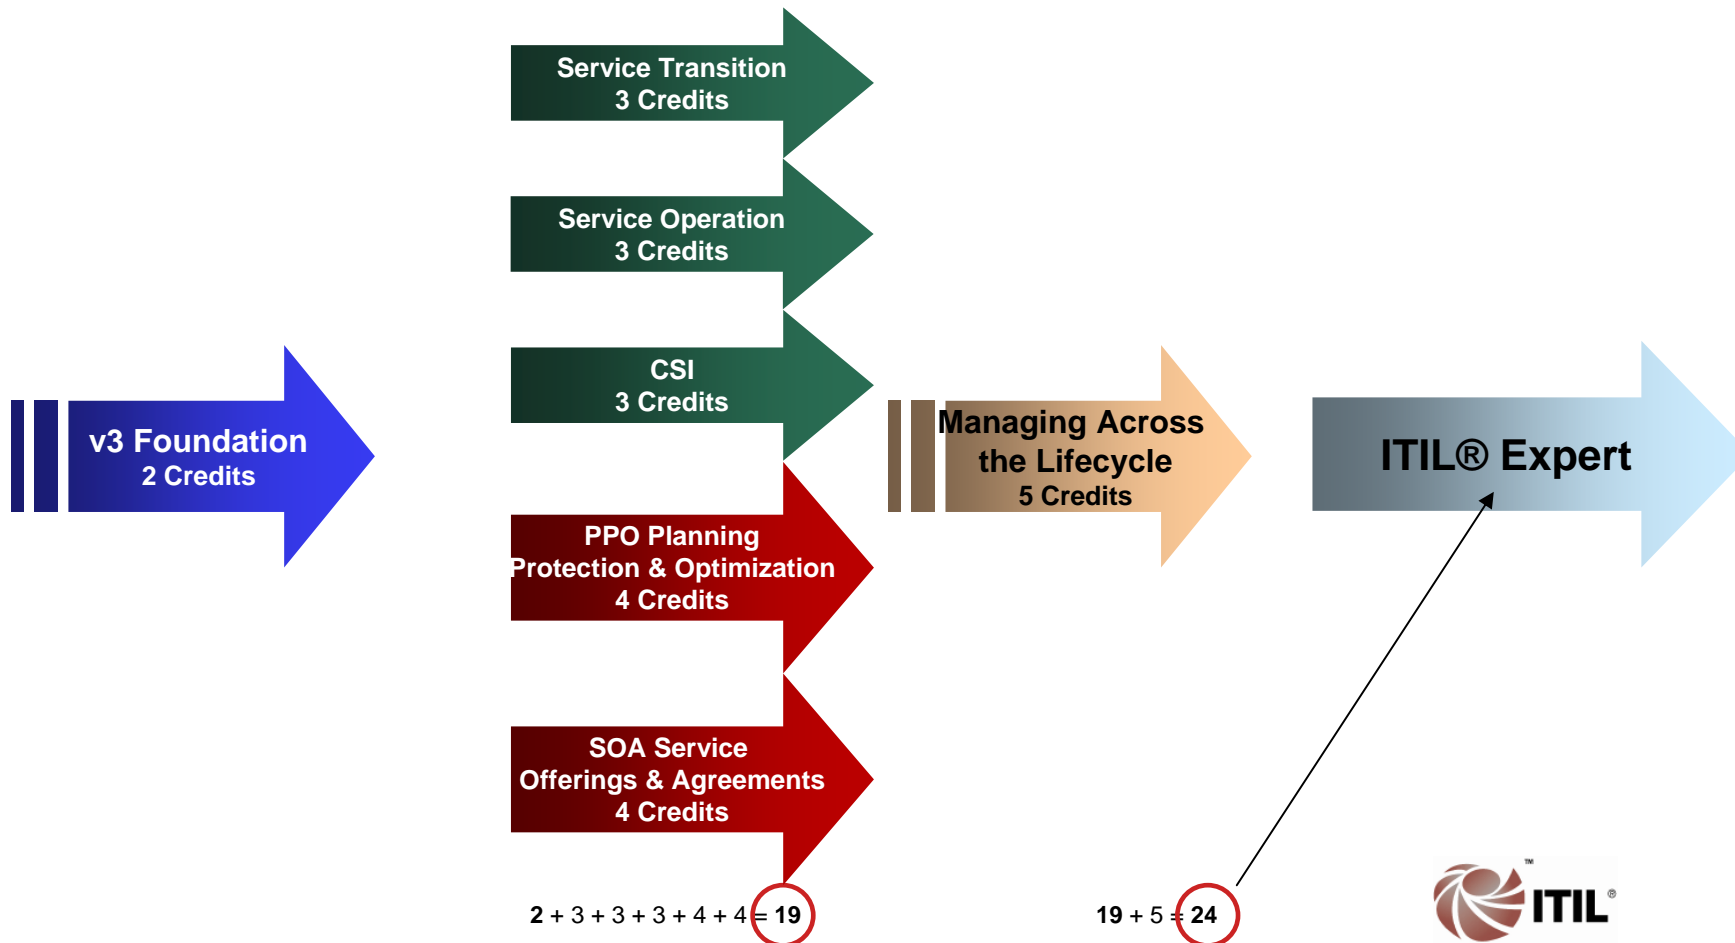 v3 Foundation
2 Credits
Service Transition
3 Credits
Service Operation
3 Credits
CSI
3 Credits
PPO Planning
Protection & Optimization
4 Credits
SOA Service
Offerings & Agreements
4 Credits
2 + 3 + 3 + 3 + 4 + 4 = 19
Managing Across
the Lifecycle
5 Credits
19 + 5 = 24
ITIL® Expert
™
ITIL®